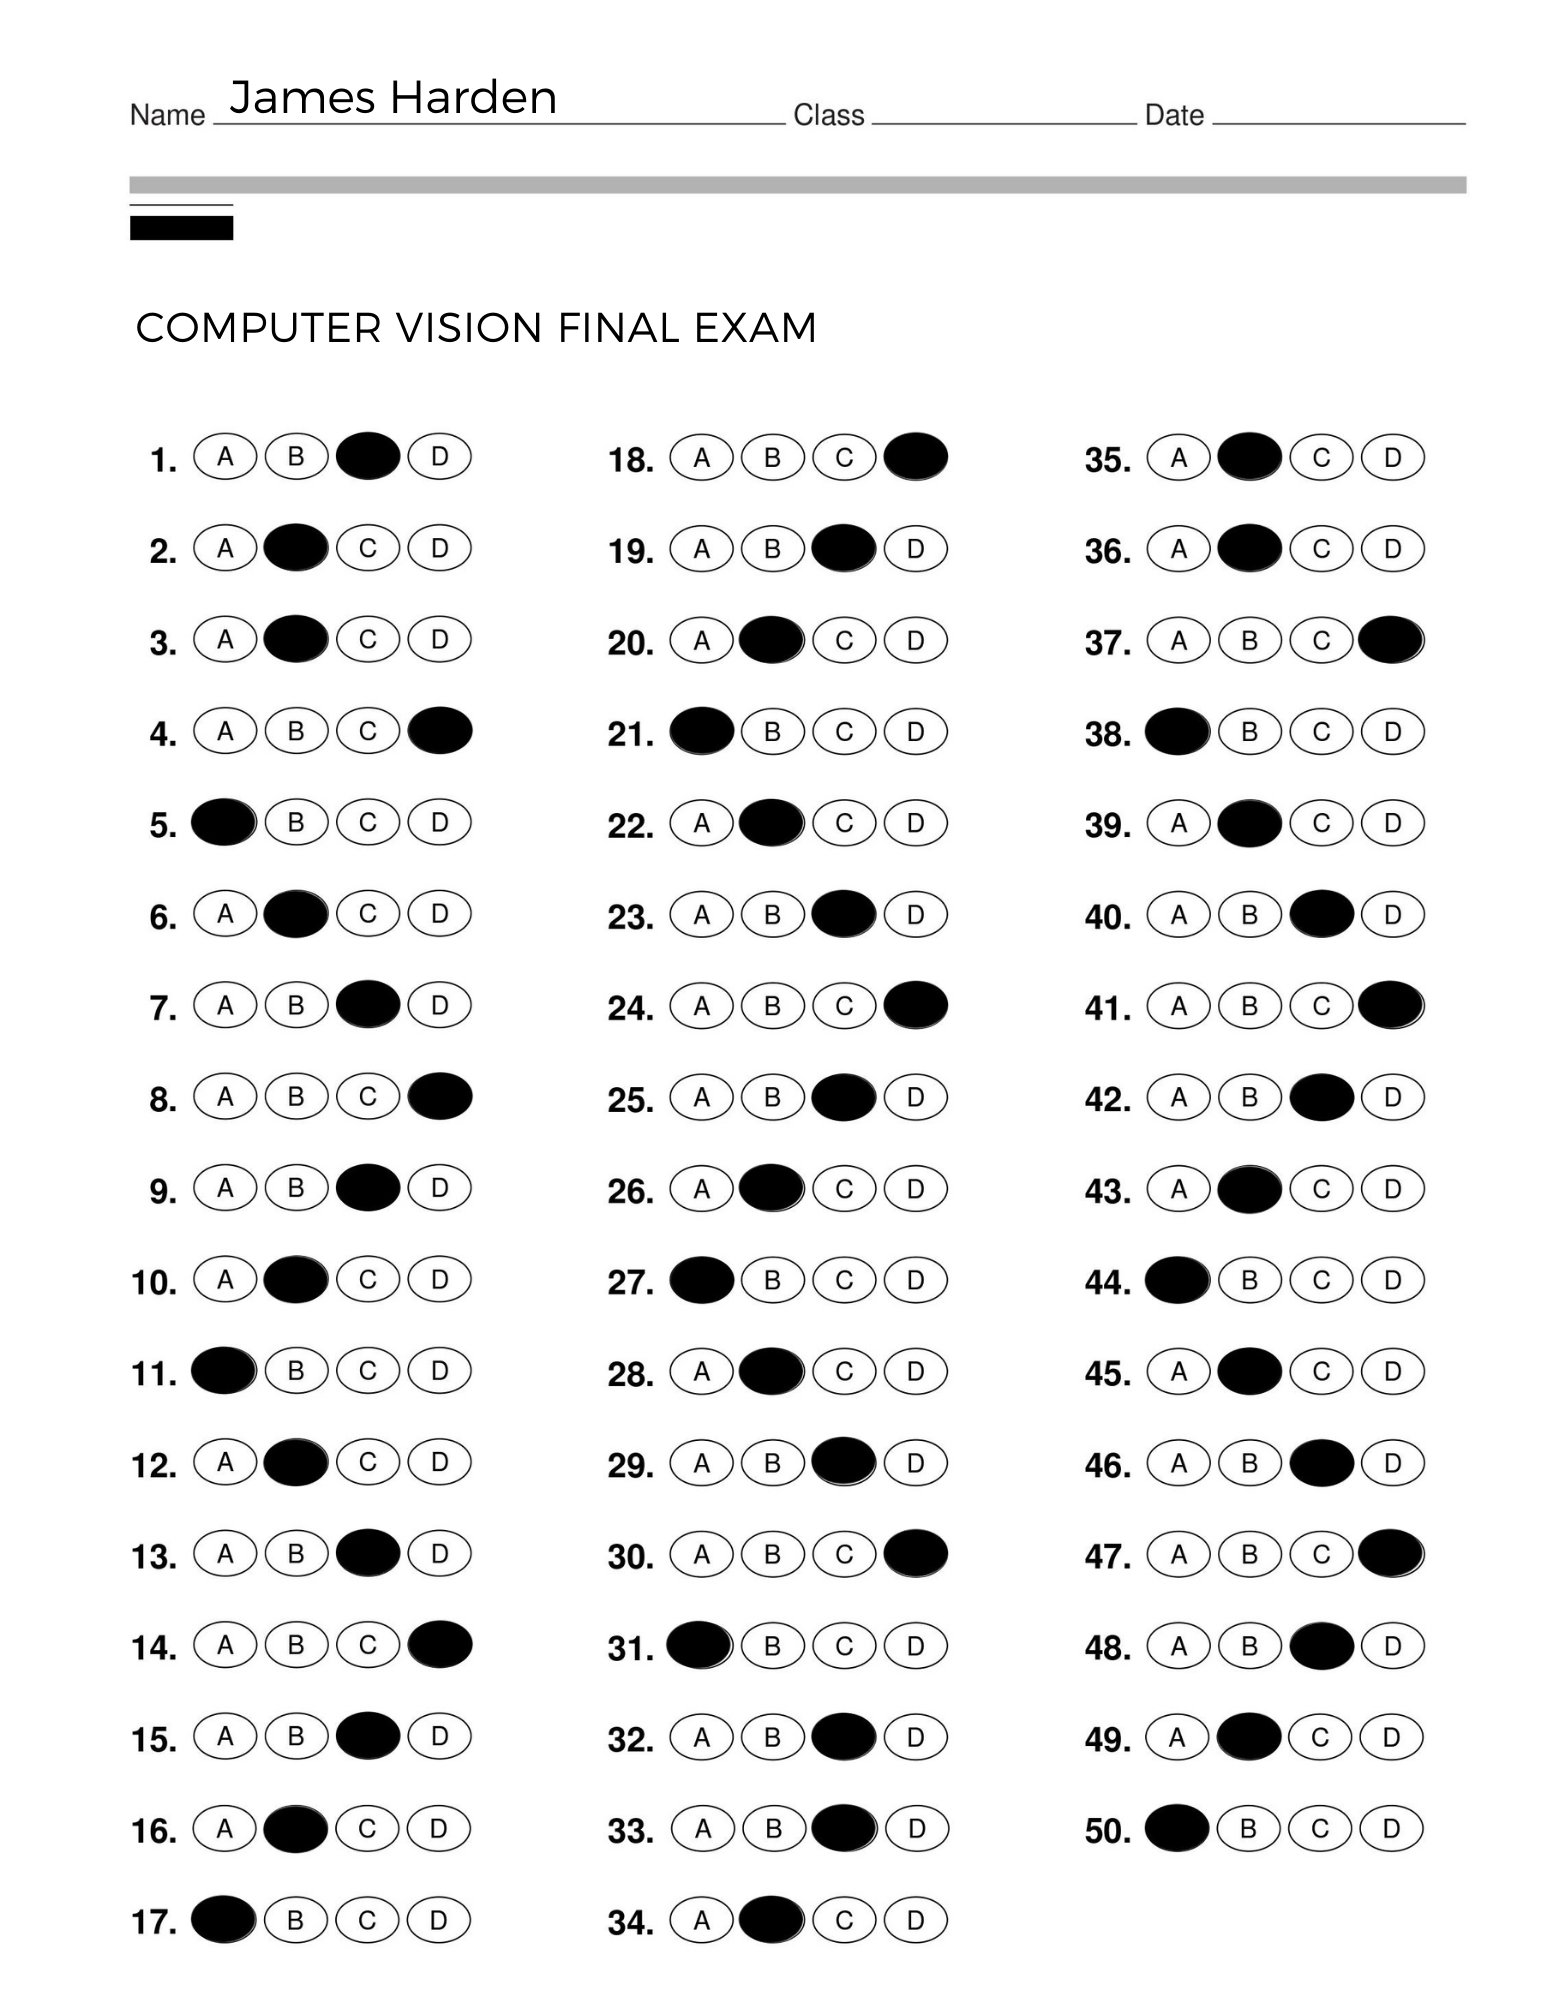 Name James Harden Class Date
COMPUTER VISION FINAL EXAM
1. A B D
2. A C D
3. A C D
4. A B C
5. B C D
6. A C D
7. A B D
8. A B C
9. A B D
10. A C D
11. B C D
12. A C D
13. A B D
14. A B C
15. A B D
16. A C D
17. B C D
18. A B C
19. A B D
20. A C D
21. B C D
22. A C D
23. A B D
24. A B C
25. A B D
26. A C D
27. B C D
28. A C D
29. A B D
30. A B C
31. B C D
32. A B D
33. A B D
34. A C D
35. A C D
36. A C D
37. A B C
38. B C D
39. A C D
40. A B D
41. A B C
42. A B D
43. A C D
44. B C D
45. A C D
46. A B D
47. A B C
48. A B D
49. A C D
50. B C D